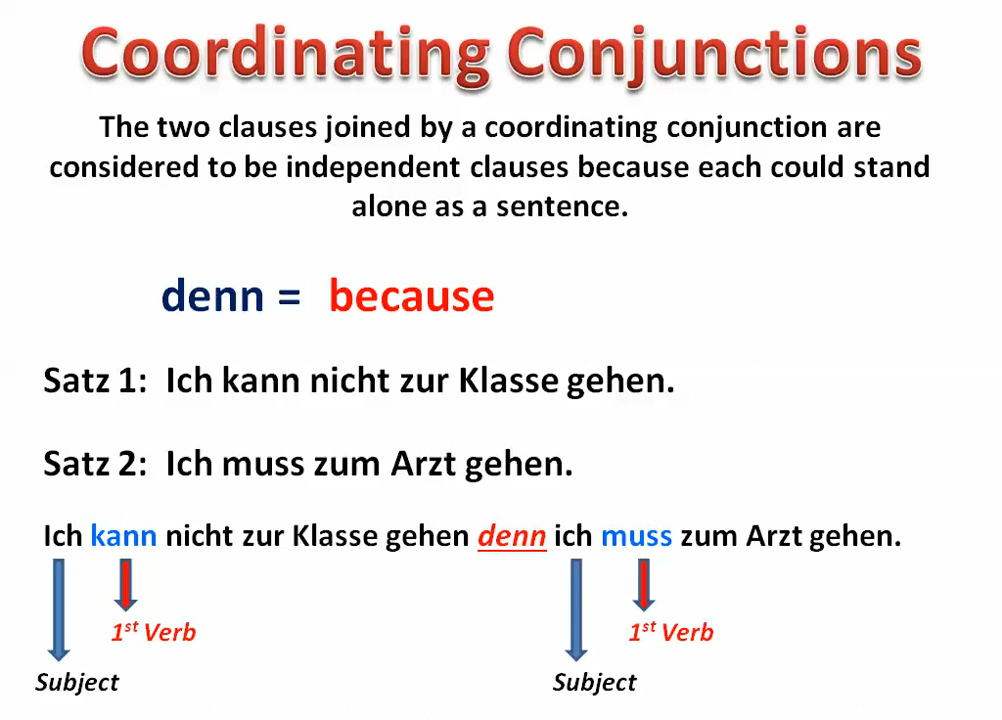 Coordinating Conjunctions
The two clauses joined by a coordinating conjunction are
considered to be independent clauses because each could stand
alone as a sentence.
denn = because
Satz 1: Ich kann nicht zur Klasse gehen.
Satz 2: Ich muss zum Arzt gehen.
Ich kann nicht zur Klasse gehen denn ich muss zum Arzt gehen.
1st Verb 1st Verb
Subject Subject